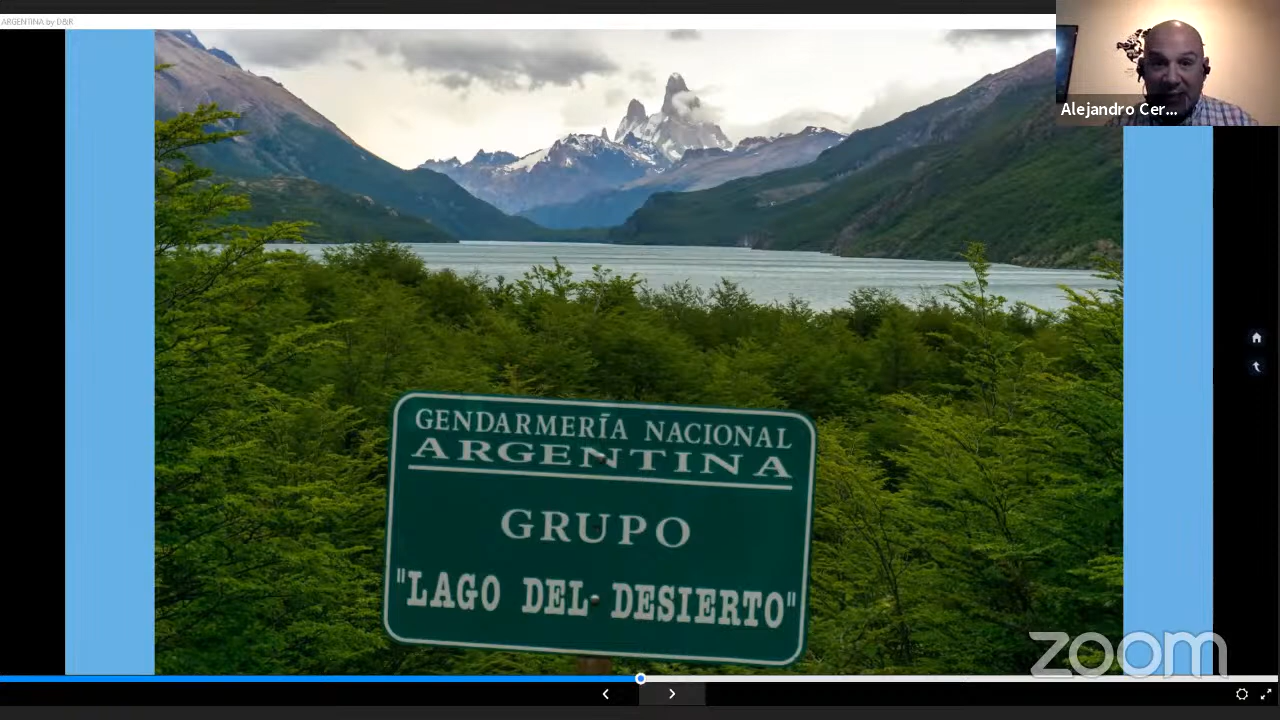 ARGENTINA by D&R
Alejandro Cer...
GENDARMERÍA NACIONAL
ARGENTINA
GRUPO
"LAGO DEL DESIERTO"
zoom